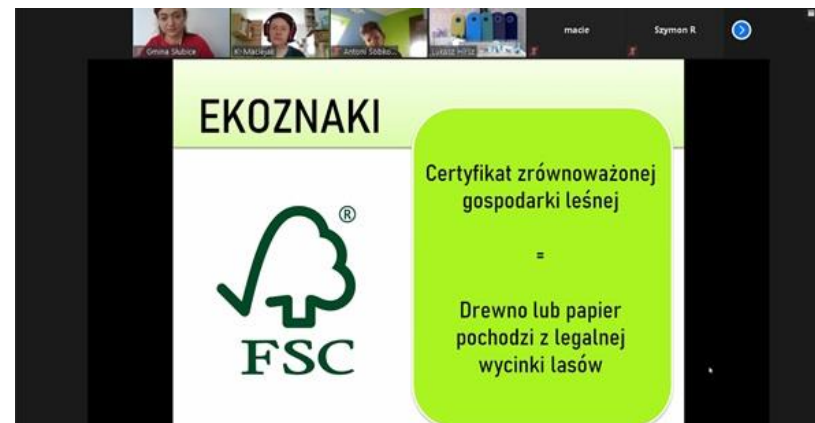 Gmina Słubice
K. Maciejak
Antoni Sobko...
Łukasz Hirsz
macie
Szymon R
EKOZNAKI
®
FSC
Certyfikat zrównoważonej
gospodarki leśnej
=
Drewno lub papier
pochodzi z legalnej
wycinki lasów